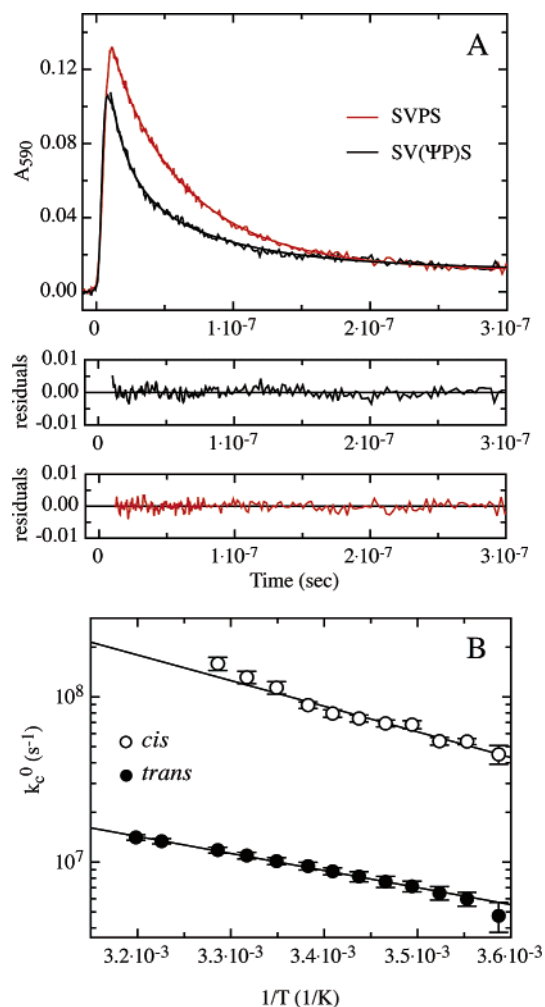 A
0.12
0.08
0.04
0.00
A590
SVPS
SV(ΨP)S
0
1·10-7
2·10-7
3·10-7
residuals
0.01
0.00
-0.01
0
1·10-7
2·10-7
3·10-7
residuals
0.01
0.00
-0.01
0
1·10-7
2·10-7
3·10-7
Time (sec)
B
10⁸
10⁷
kc⁰ (s⁻¹)
cis
trans
3.2·10-3
3.3·10-3
3.4·10-3
3.5·10-3
3.6·10-3
1/T (1/K)